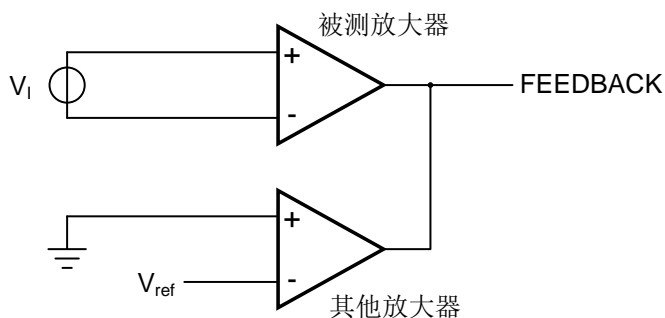 被测放大器
+
-
V_I
FEEDBACK
+
-
V_ref
其他放大器